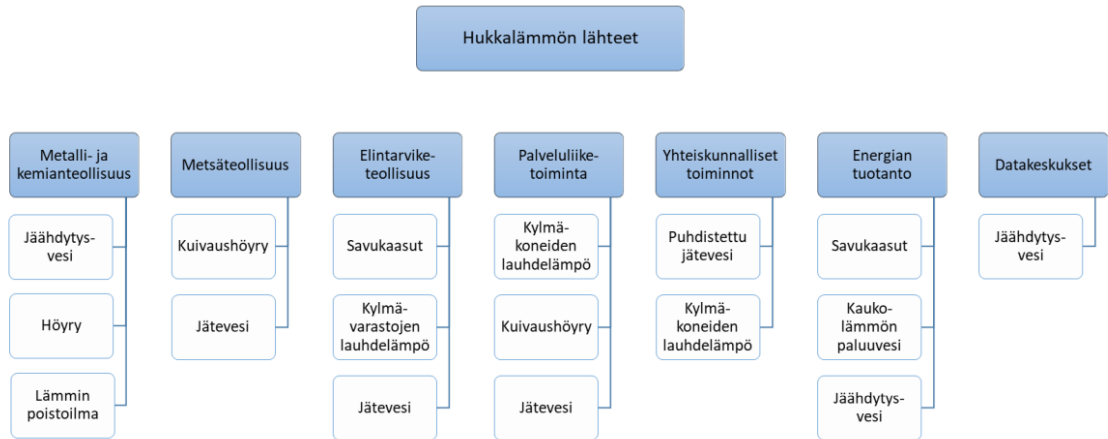 Hukkalämmön lähteet
Metalli- ja
kemianteollisuus
Jäähdytys-
vesi
Höyry
Lämmin
poistoilma
Metsäteollisuus
Kuivaushöyry
Jätevesi
Elintarvike-
teollisuus
Savukaasut
Kylmä-
varastojen
lauhdelämpö
Jätevesi
Palveluliike-
toiminta
Kylmä-
koneiden
lauhdelämpö
Kuivaushöyry
Jätevesi
Yhteiskunnalliset
toiminnot
Puhdistettu
jätevesi
Kylmä-
koneiden
lauhdelämpö
Energian
tuotanto
Savukaasut
Kauko-
lämmön
paluuvesi
Jäähdytys-
vesi
Datakeskukset
Jäähdytys-
vesi